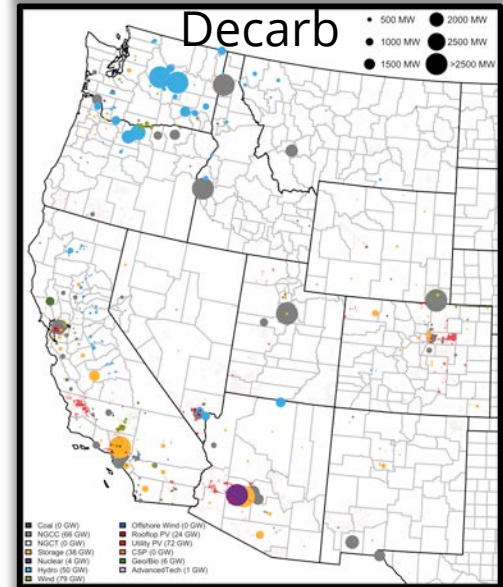 Decarb
500 MW
2000 MW
1000 MW
2500 MW
1500 MW
>2500 MW
Coal (0 GW)
Offshore Wind (0 GW)
NGCC (66 GW)
Rooftop PV (24 GW)
NGCT (0 GW)
Utility PV (72 GW)
Storage (36 GW)
CSP (0 GW)
Nuclear (4 GW)
Geo/Bio (6 GW)
Hydro (50 GW)
AdvancedTech (1 GW)
Wind (79 GW)